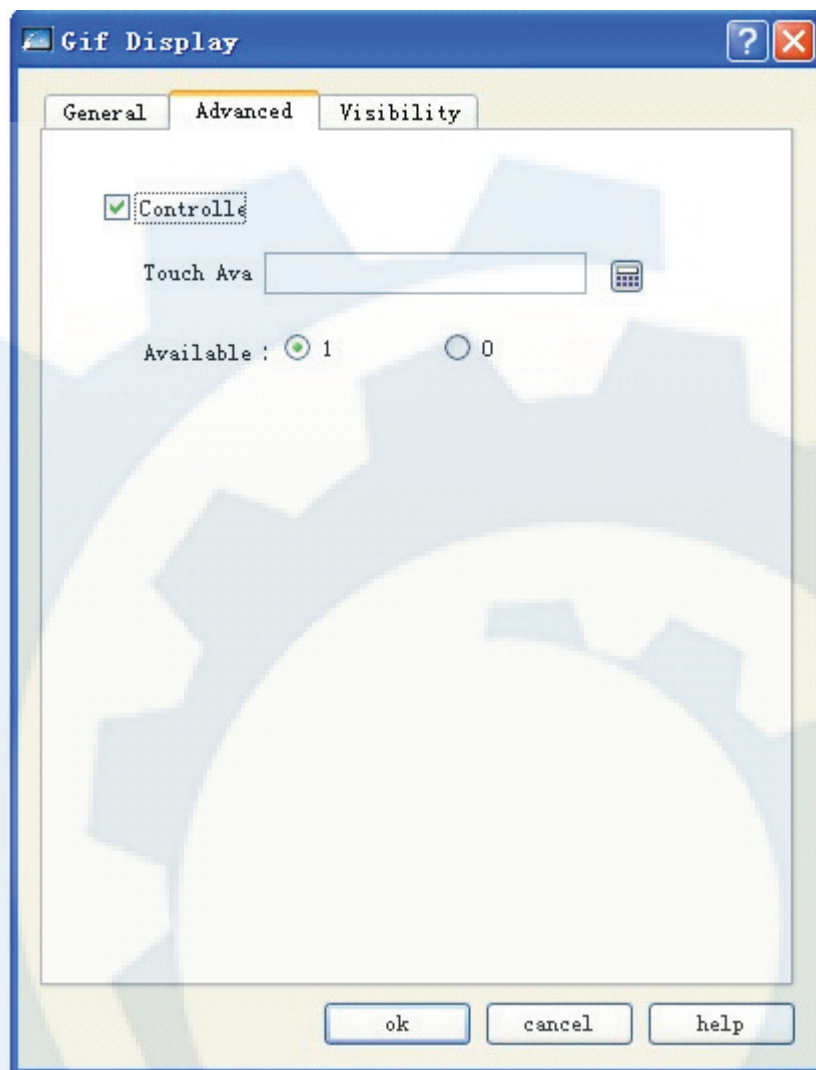 Gif Display
General Advanced Visibility
Controlle
Touch Ava
Available : 1 0
ok cancel help